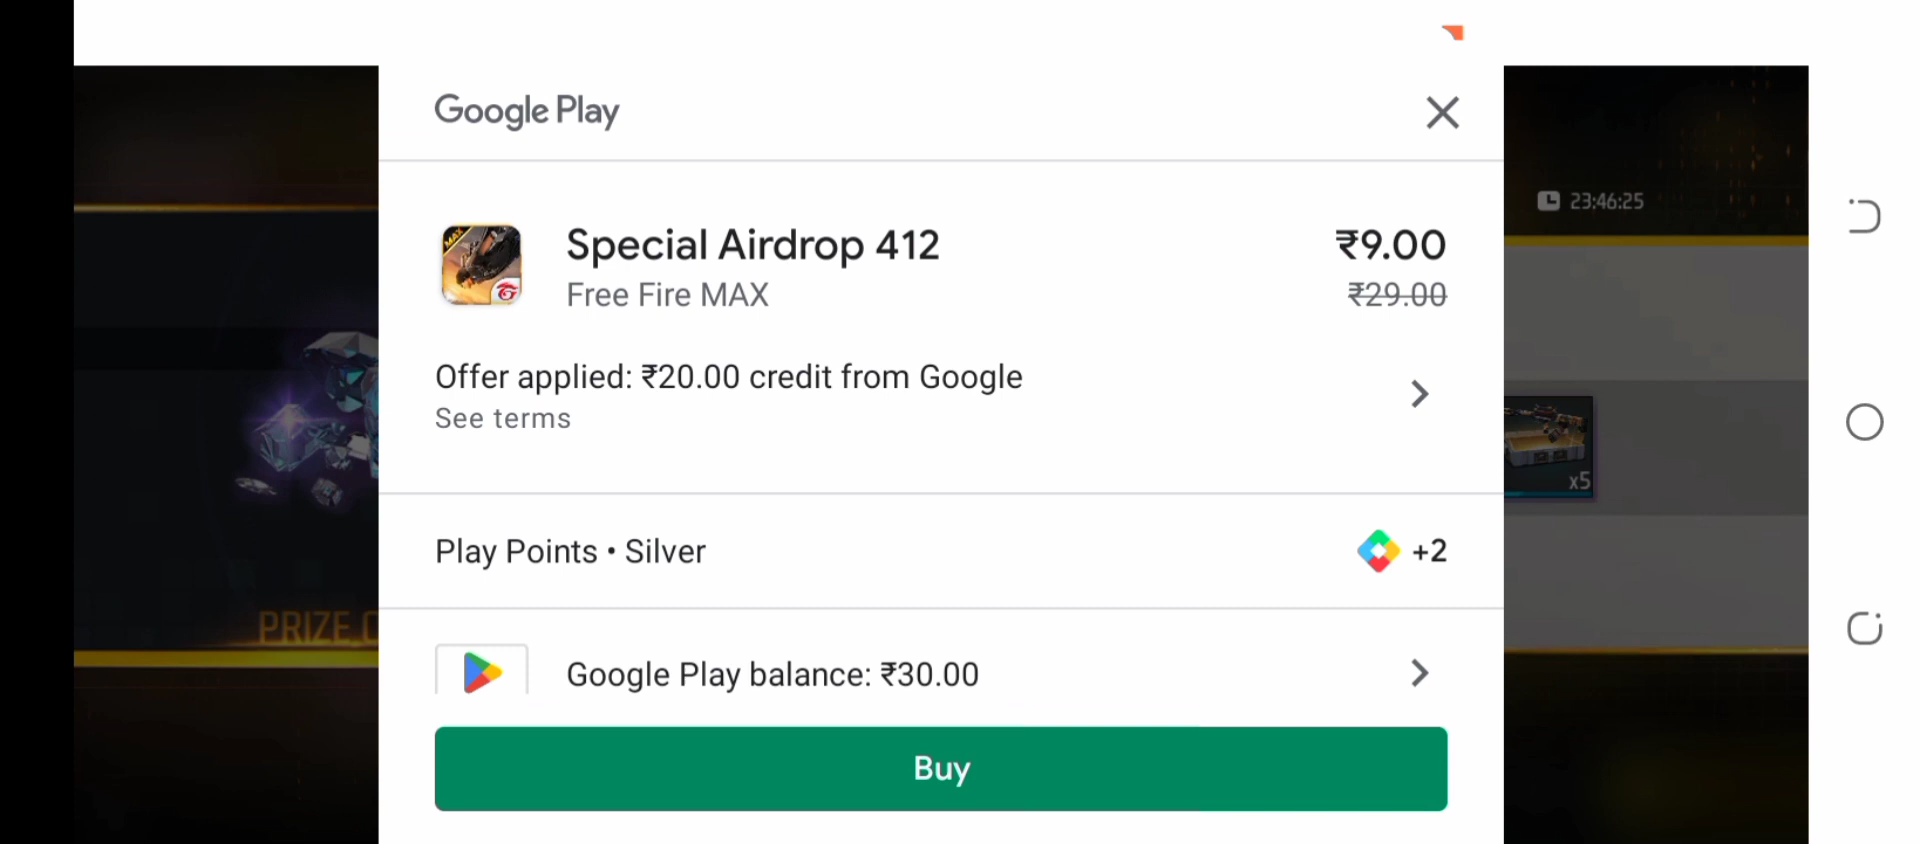 Google Play
23:46:25
MAX
Special Airdrop 412
₹9.00
Free Fire MAX
₹29.00
Offer applied: ₹20.00 credit from Google
See terms
x5
Play Points • Silver
+2
PRIZE
Google Play balance: ₹30.00
Buy